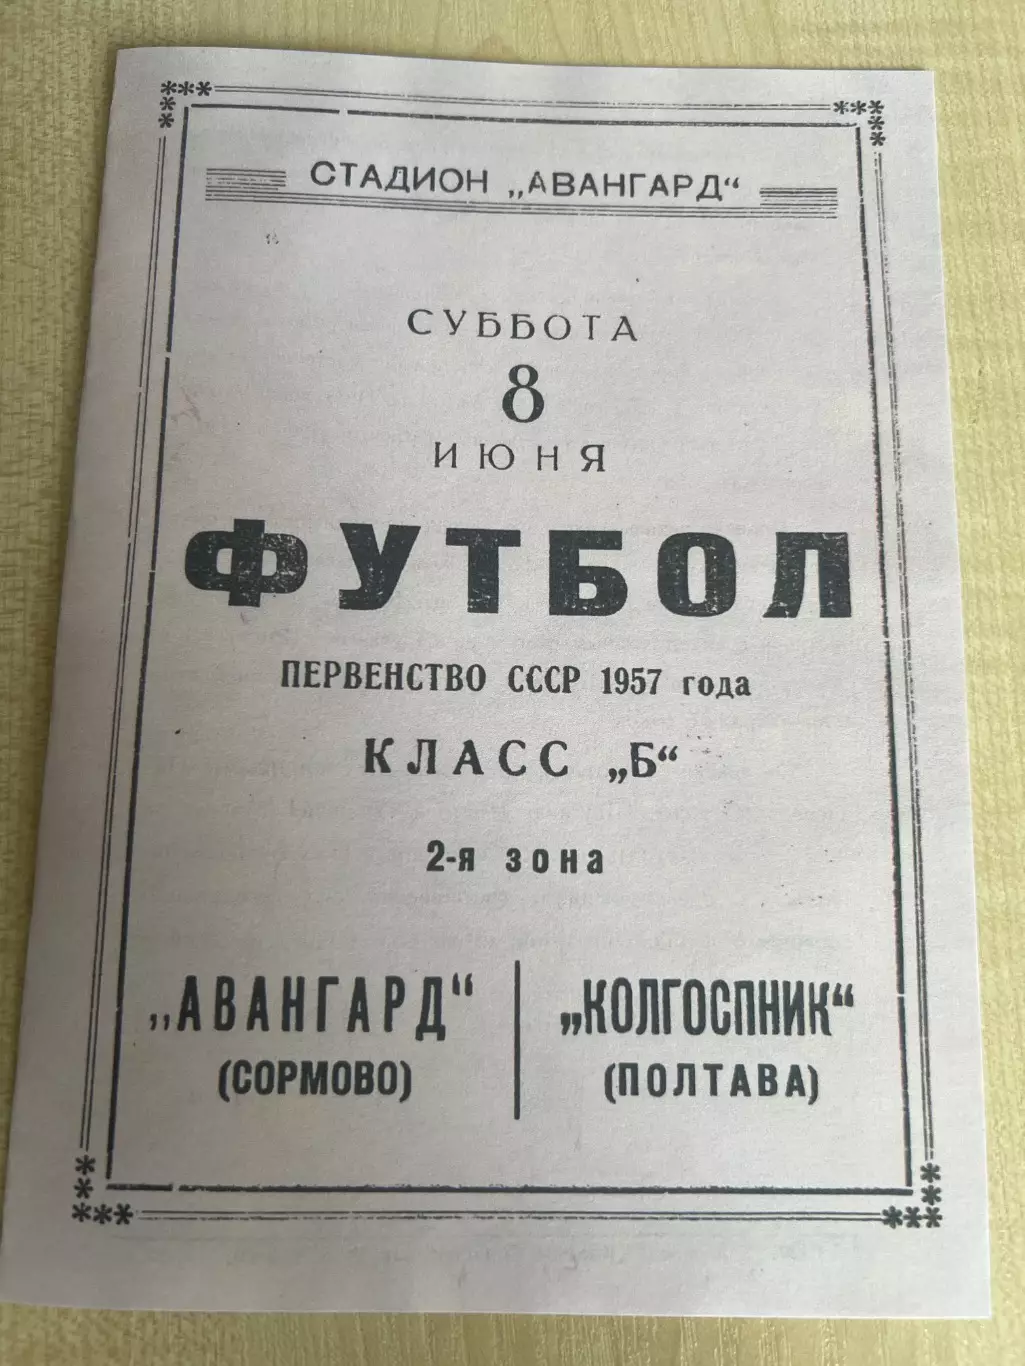 СТАДИОН „АВАНГАРД“
СУББОТА
8
ИЮНЯ
ФУТБОЛ
ПЕРВЕНСТВО СССР 1957 года
КЛАСС „Б“
2-я зона
„АВАНГАРД“
(СОРМОВО)
„КОЛГОСПНИК“
(ПОЛТАВА)